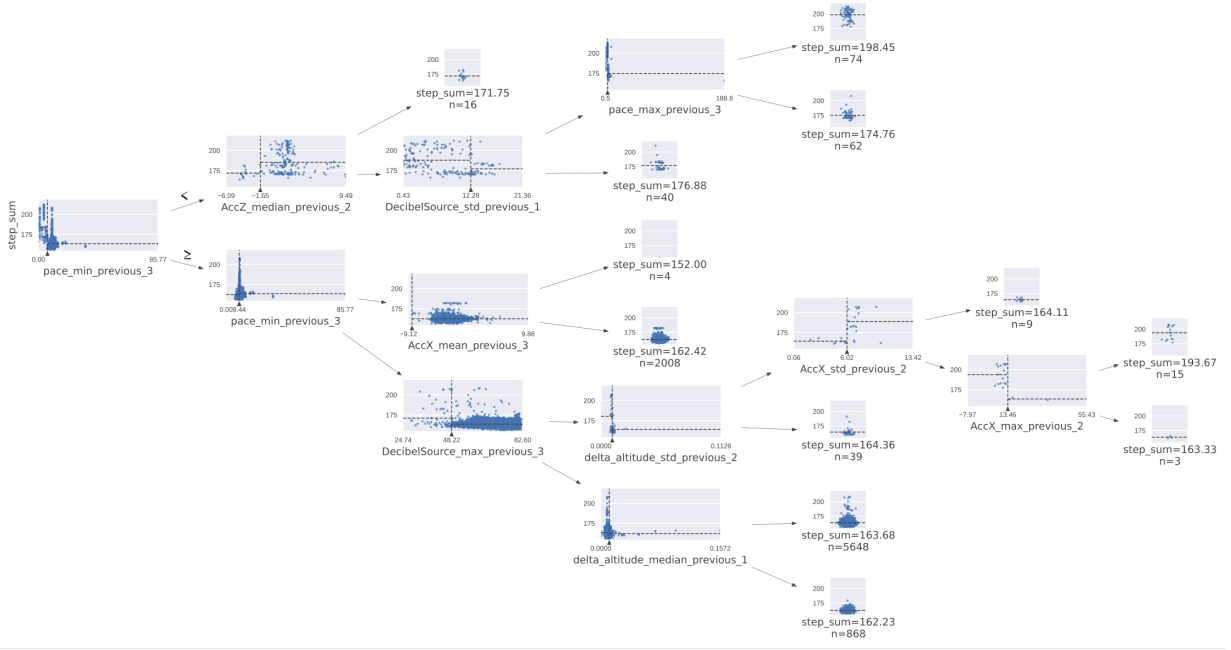 200
175
step_sum=198.45
n=74
200
175
0.5
188.6
pace_max_previous_3
200
175
step_sum=171.75
n=16
200
175
step_sum=174.76
n=62
200
175
−6.09
−1.65
9.49
AccZ_median_previous_2
200
175
0.43
12.28
21.36
DecibelSource_std_previous_1
200
175
step_sum=176.88
n=40
<
≥
step_sum
200
175
0.00
85.77
pace_min_previous_3
200
175
0.009.44
85.77
pace_min_previous_3
200
175
−9.12
9.86
AccX_mean_previous_3
200
175
step_sum=152.00
n=4
200
175
step_sum=162.42
n=2008
200
175
0.06
6.02
13.42
AccX_std_previous_2
200
175
step_sum=164.11
n=9
200
175
−7.97
13.46
55.43
AccX_max_previous_2
200
175
step_sum=193.67
n=15
200
175
step_sum=163.33
n=3
200
175
24.74
48.22
82.60
DecibelSource_max_previous_3
200
175
0.0000
0.1126
delta_altitude_std_previous_2
200
175
step_sum=164.36
n=39
200
175
0.0000
0.1572
delta_altitude_median_previous_1
200
175
step_sum=163.68
n=5648
200
175
step_sum=162.23
n=868